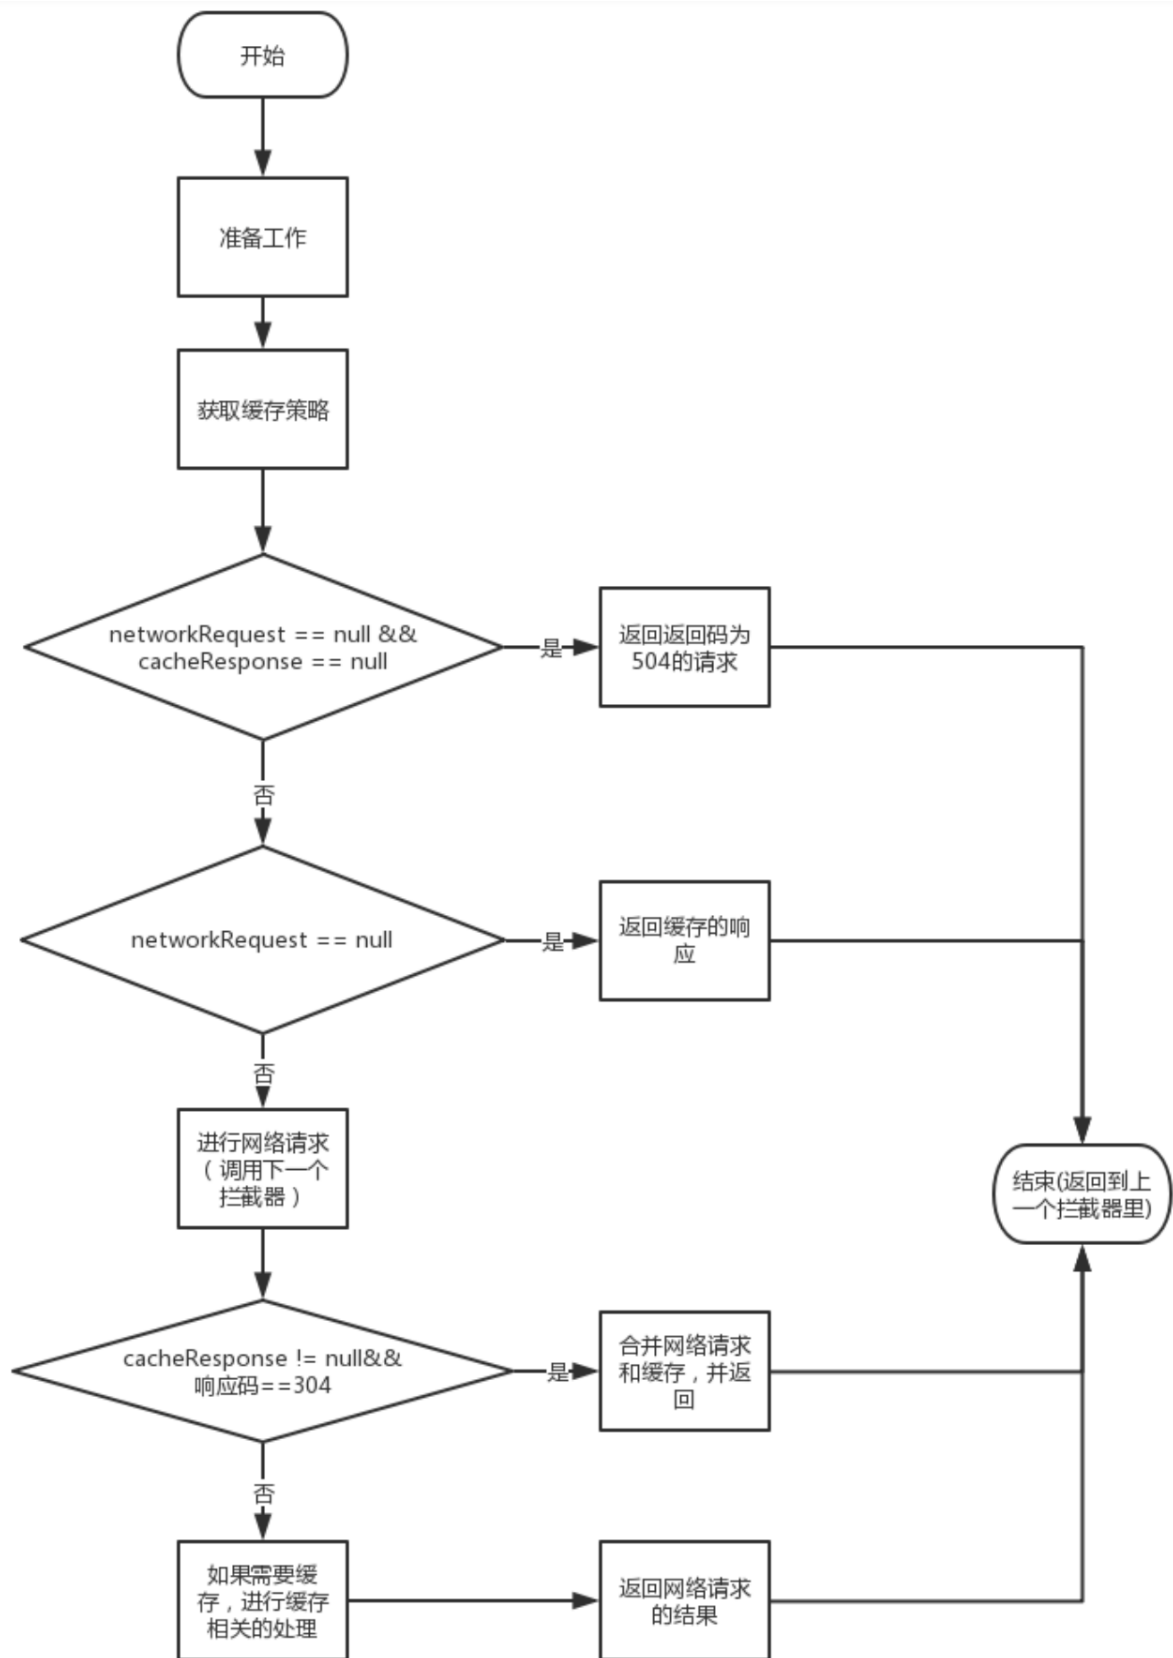 开始
准备工作
获取缓存策略
networkRequest == null &&
cacheResponse == null
是
返回返回码为
504的请求
否
networkRequest == null
是
返回缓存的响
应
否
进行网络请求
（调用下一个
拦截器）
结束(返回到上
一个拦截器里)
cacheResponse != null&&
响应码==304
是
合并网络请求
和缓存，并返
回
否
如果需要缓
存，进行缓存
相关的处理
返回网络请求
的结果